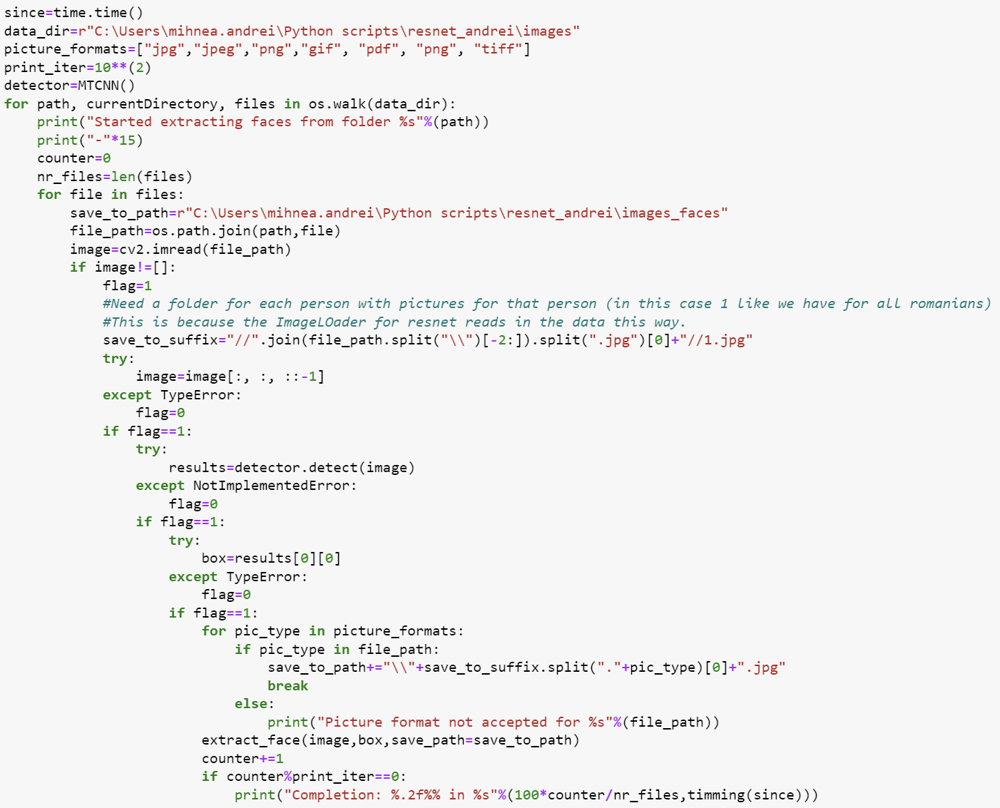 since=time.time()
data_dir=r"C:\Users\mihnea.andrei\Python scripts\resnet_andrei\images"
picture_formats=["jpg","jpeg","png","gif", "pdf", "png", "tiff"]
print_iter=10**(2)
detector=MTCNN()
for path, currentDirectory, files in os.walk(data_dir):
    print("Started extracting faces from folder %s"%(path))
    print("-"*15)
    counter=0
    nr_files=len(files)
    for file in files:
        save_to_path=r"C:\Users\mihnea.andrei\Python scripts\resnet_andrei\images_faces"
        file_path=os.path.join(path,file)
        image=cv2.imread(file_path)
        if image!=[]:
            flag=1
            #Need a folder for each person with pictures for that person (in this case 1 like we have for all romanians)
            #This is because the ImageLOader for resnet reads in the data this way.
            save_to_suffix="//".join(file_path.split("\\")[-2:]).split(".jpg")[0]+"//1.jpg"
            try:
                image=image[:, :, ::-1]
            except TypeError:
                flag=0
            if flag==1:
                try:
                    results=detector.detect(image)
                except NotImplementedError:
                    flag=0
                if flag==1:
                    try:
                        box=results[0][0]
                    except TypeError:
                        flag=0
                    if flag==1:
                        for pic_type in picture_formats:
                            if pic_type in file_path:
                                save_to_path+="\\"+save_to_suffix.split("."+pic_type)[0]+".jpg"
                                break
                            else:
                                print("Picture format not accepted for %s"%(file_path))
                        extract_face(image,box,save_path=save_to_path)
                        counter+=1
                        if counter%print_iter==0:
                            print("Completion: %.2f%% in %s"%(100*counter/nr_files,timming(since)))